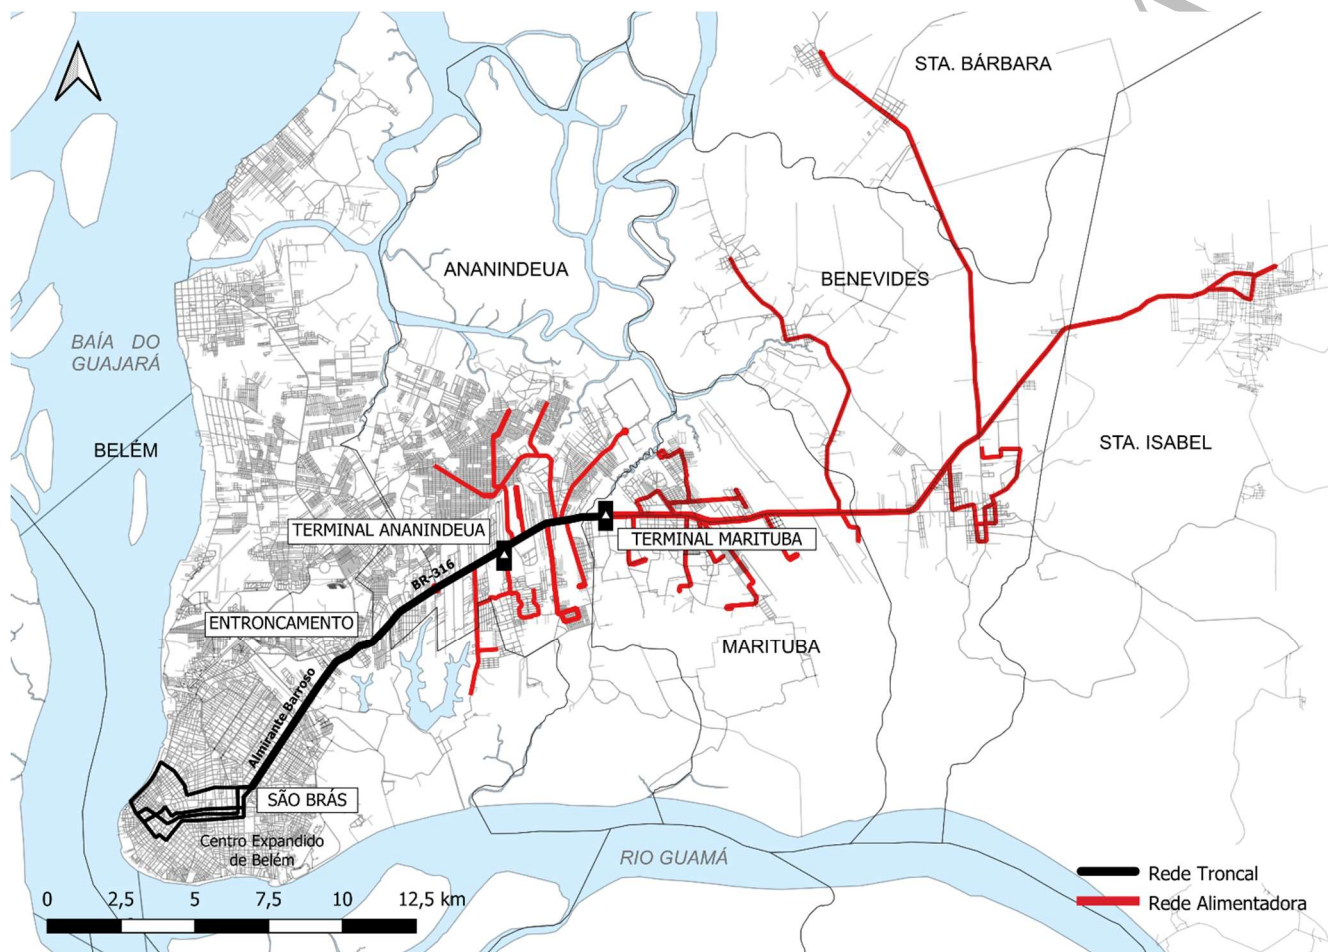 STA. BÁRBARA
ANANINDEUA
BENEVIDES
BAÍA DO
GUAJARÁ
BELÉM
STA. ISABEL
TERMINAL ANANINDEUA
TERMINAL MARITUBA
BR-316
ENTRONCAMENTO
MARITUBA
Almirante Barroso
SÃO BRÁS
Centro Expandido
de Belém
RIO GUAMÁ
Rede Troncal
Rede Alimentadora
0 2,5 5 7,5 10 12,5 km